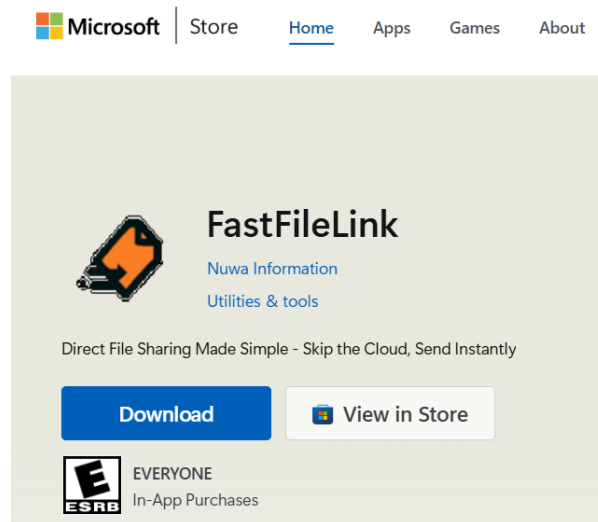 Microsoft Store Home Apps Games About
FastFileLink
Nuwa Information
Utilities & tools
Direct File Sharing Made Simple - Skip the Cloud, Send Instantly
Download View in Store
E EVERYONE
ESRB In-App Purchases